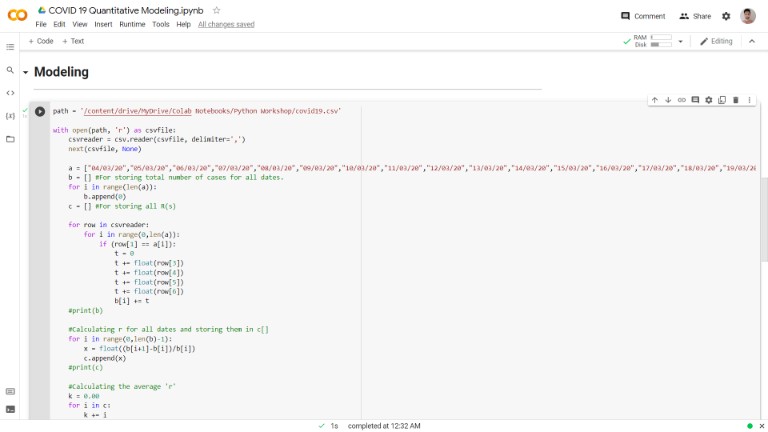 CO COVID 19 Quantitative Modeling.ipynb
File Edit View Insert Runtime Tools Help All changes saved
Comment Share
+ Code + Text
RAM
Disk
Editing
Modeling
path = '/content/drive/MyDrive/Colab Notebooks/Python Workshop/covid19.csv'
with open(path, 'r') as csvfile:
csvreader = csv.reader(csvfile, delimiter=',')
next(csvfile, None)
a = ["04/03/20","05/03/20","06/03/20","07/03/20","08/03/20","09/03/20","10/03/20","11/03/20","12/03/20","13/03/20","14/03/20","15/03/20","16/03/20","17/03/20","18/03/20","19/03/20
b = [] #For storing total number of cases for all dates.
for i in range(len(a)):
b.append(0)
c = [] #For storing all R(s)
for row in csvreader:
for i in range(0,len(a)):
if (row[1] == a[i]):
t = 0
t += float(row[3])
t += float(row[4])
t += float(row[5])
t += float(row[6])
b[i] += t
#print(b)
#Calculating r for all dates and storing them in c[]
for i in range(0,len(b)-1):
x = float((b[i+1]-b[i])/b[i])
c.append(x)
#print(c)
#Calculating the average 'r'
k = 0.00
for i in c:
k += i
1s completed at 12:32 AM